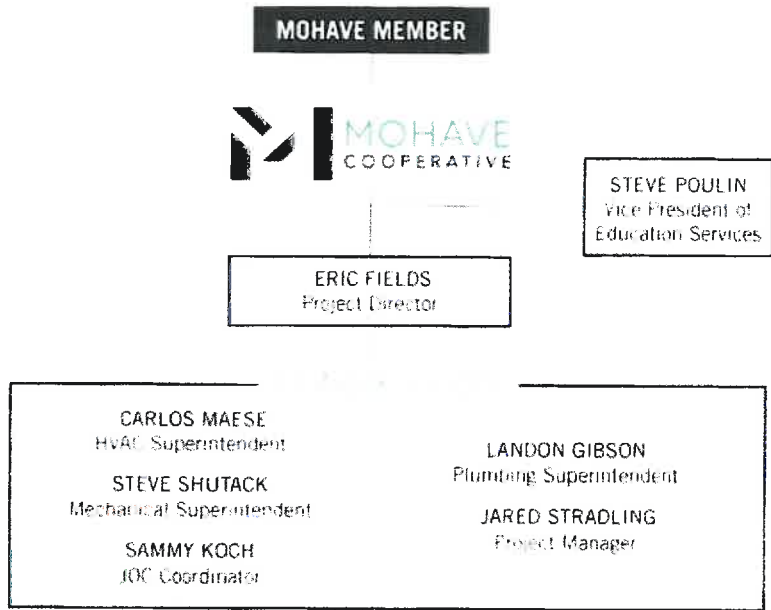 MOHAVE MEMBER
MOHAVE
COOPERATIVE
STEVE POULIN
Vice President of
Education Services
ERIC FIELDS
Project Director
CARLOS MAESE
HVAC Superintendent
STEVE SHUTACK
Mechanical Superintendent
SAMMY KOCH
JOC Coordinator
LANDON GIBSON
Plumbing Superintendent
JARED STRADLING
Project Manager